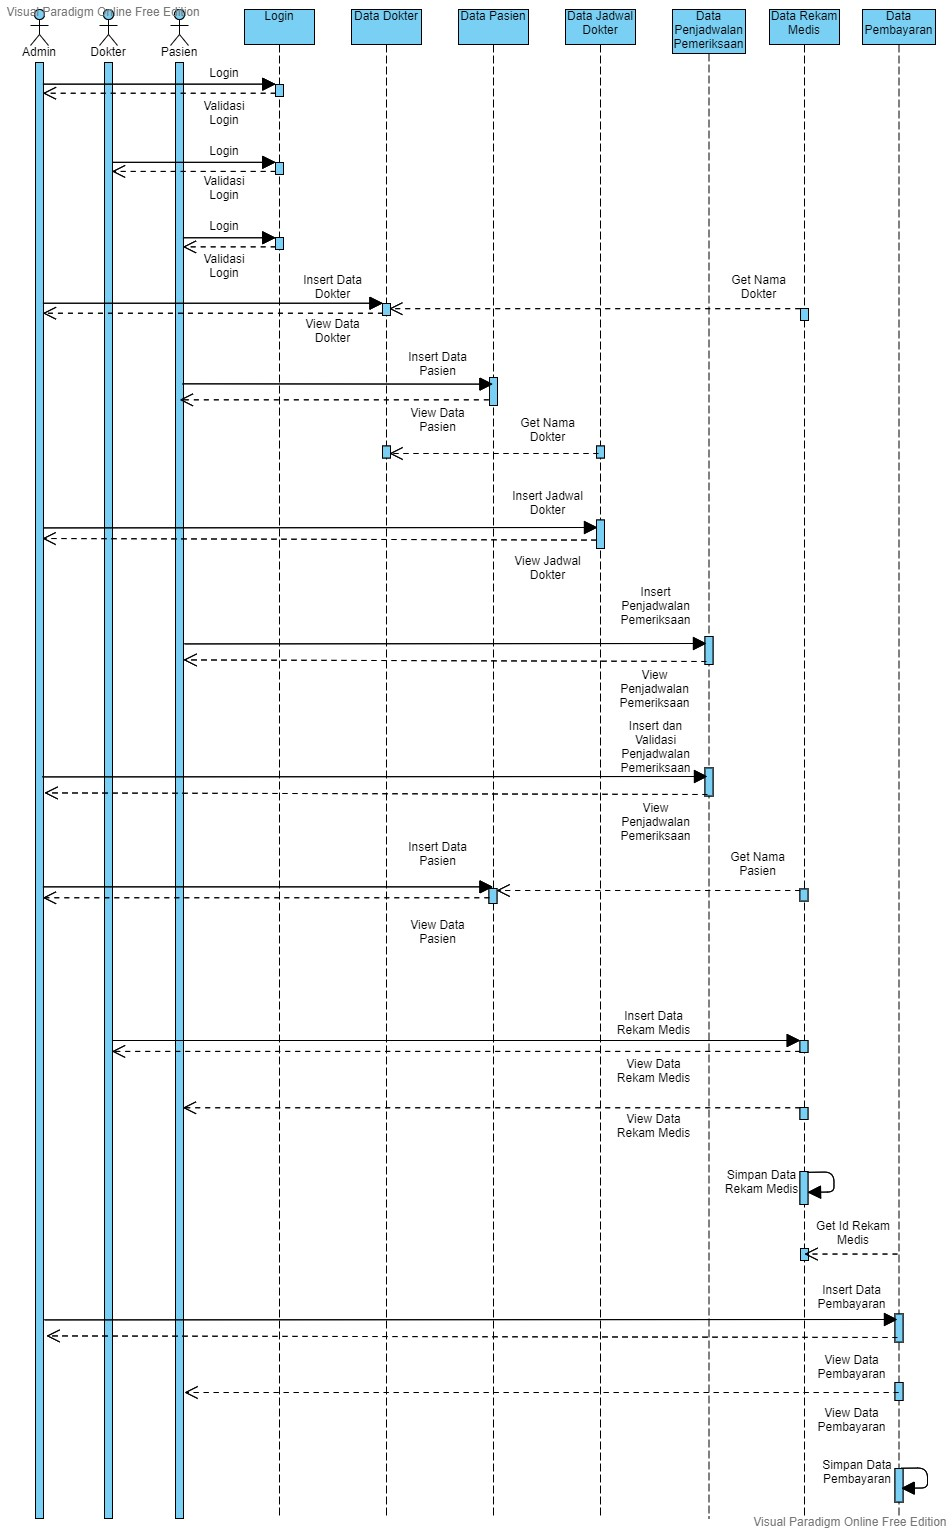 Visual Paradigm Online Free Edition
Admin
Dokter
Pasien
Login
Data Dokter
Data Pasien
Data Jadwal
Dokter
Data
Penjadwalan
Pemeriksaan
Data Rekam
Medis
Data
Pembayaran
Login
Validasi
Login
Login
Validasi
Login
Login
Validasi
Login
Insert Data
Dokter
Get Nama
Dokter
View Data
Dokter
Insert Data
Pasien
View Data
Pasien
Get Nama
Dokter
Insert Jadwal
Dokter
View Jadwal
Dokter
Insert
Penjadwalan
Pemeriksaan
View
Penjadwalan
Pemeriksaan
Insert dan
Validasi
Penjadwalan
Pemeriksaan
View
Penjadwalan
Pemeriksaan
Insert Data
Pasien
Get Nama
Pasien
View Data
Pasien
Insert Data
Rekam Medis
View Data
Rekam Medis
View Data
Rekam Medis
Simpan Data
Rekam Medis
Get Id Rekam
Medis
Insert Data
Pembayaran
View Data
Pembayaran
View Data
Pembayaran
Simpan Data
Pembayaran
Visual Paradigm Online Free Edition